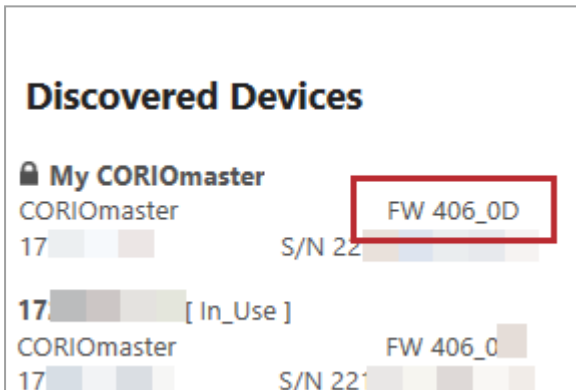 Discovered Devices
My CORIOmaster
CORIOmaster FW 406_0D
17 S/N 22
17. [ In_Use ]
CORIOmaster FW 406_0
17 S/N 221